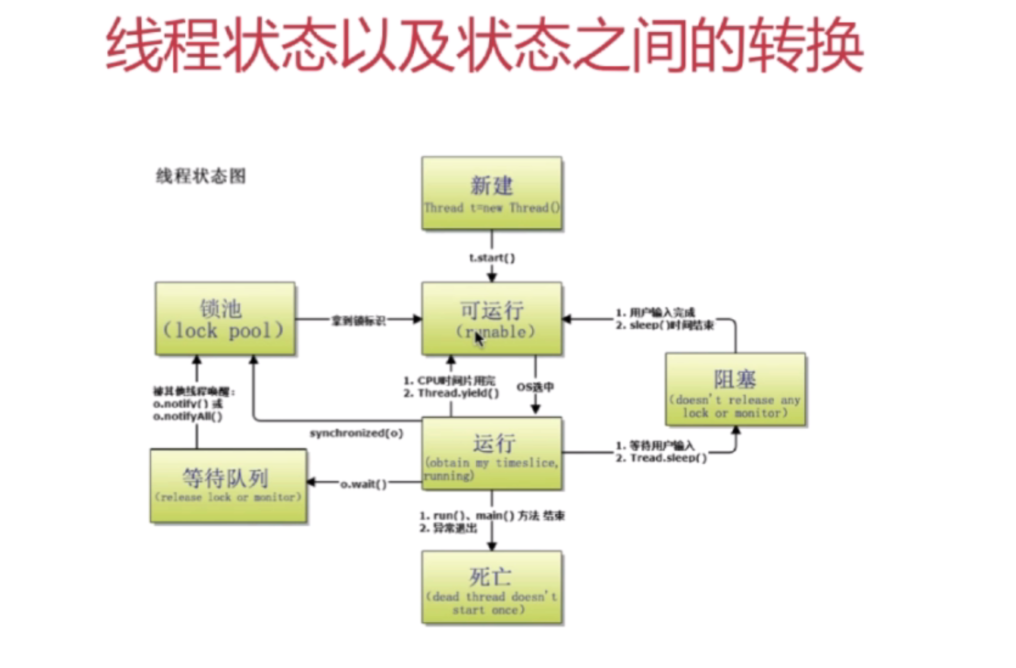 线程状态以及状态之间的转换
线程状态图
新建
Thread t=new Thread()
t.start()
锁池
(lock pool)
拿到锁标识
可运行
(runable)
1. 用户输入完成
2. sleep()时间结束
阻塞
(doesn't release any
lock or monitor)
被其他线程唤醒:
o.notify() 或
o.notifyAll()
1. CPU时间片用完
2. Thread.yield()
OS选中
synchronized(o)
运行
(obtain my timeslice,
running)
1. 等待用户输入
2. Tread.sleep()
等待队列
(release lock or monitor)
o.wait()
1. run()、main() 方法 结束
2. 异常退出
死亡
(dead thread doesn't
start once)